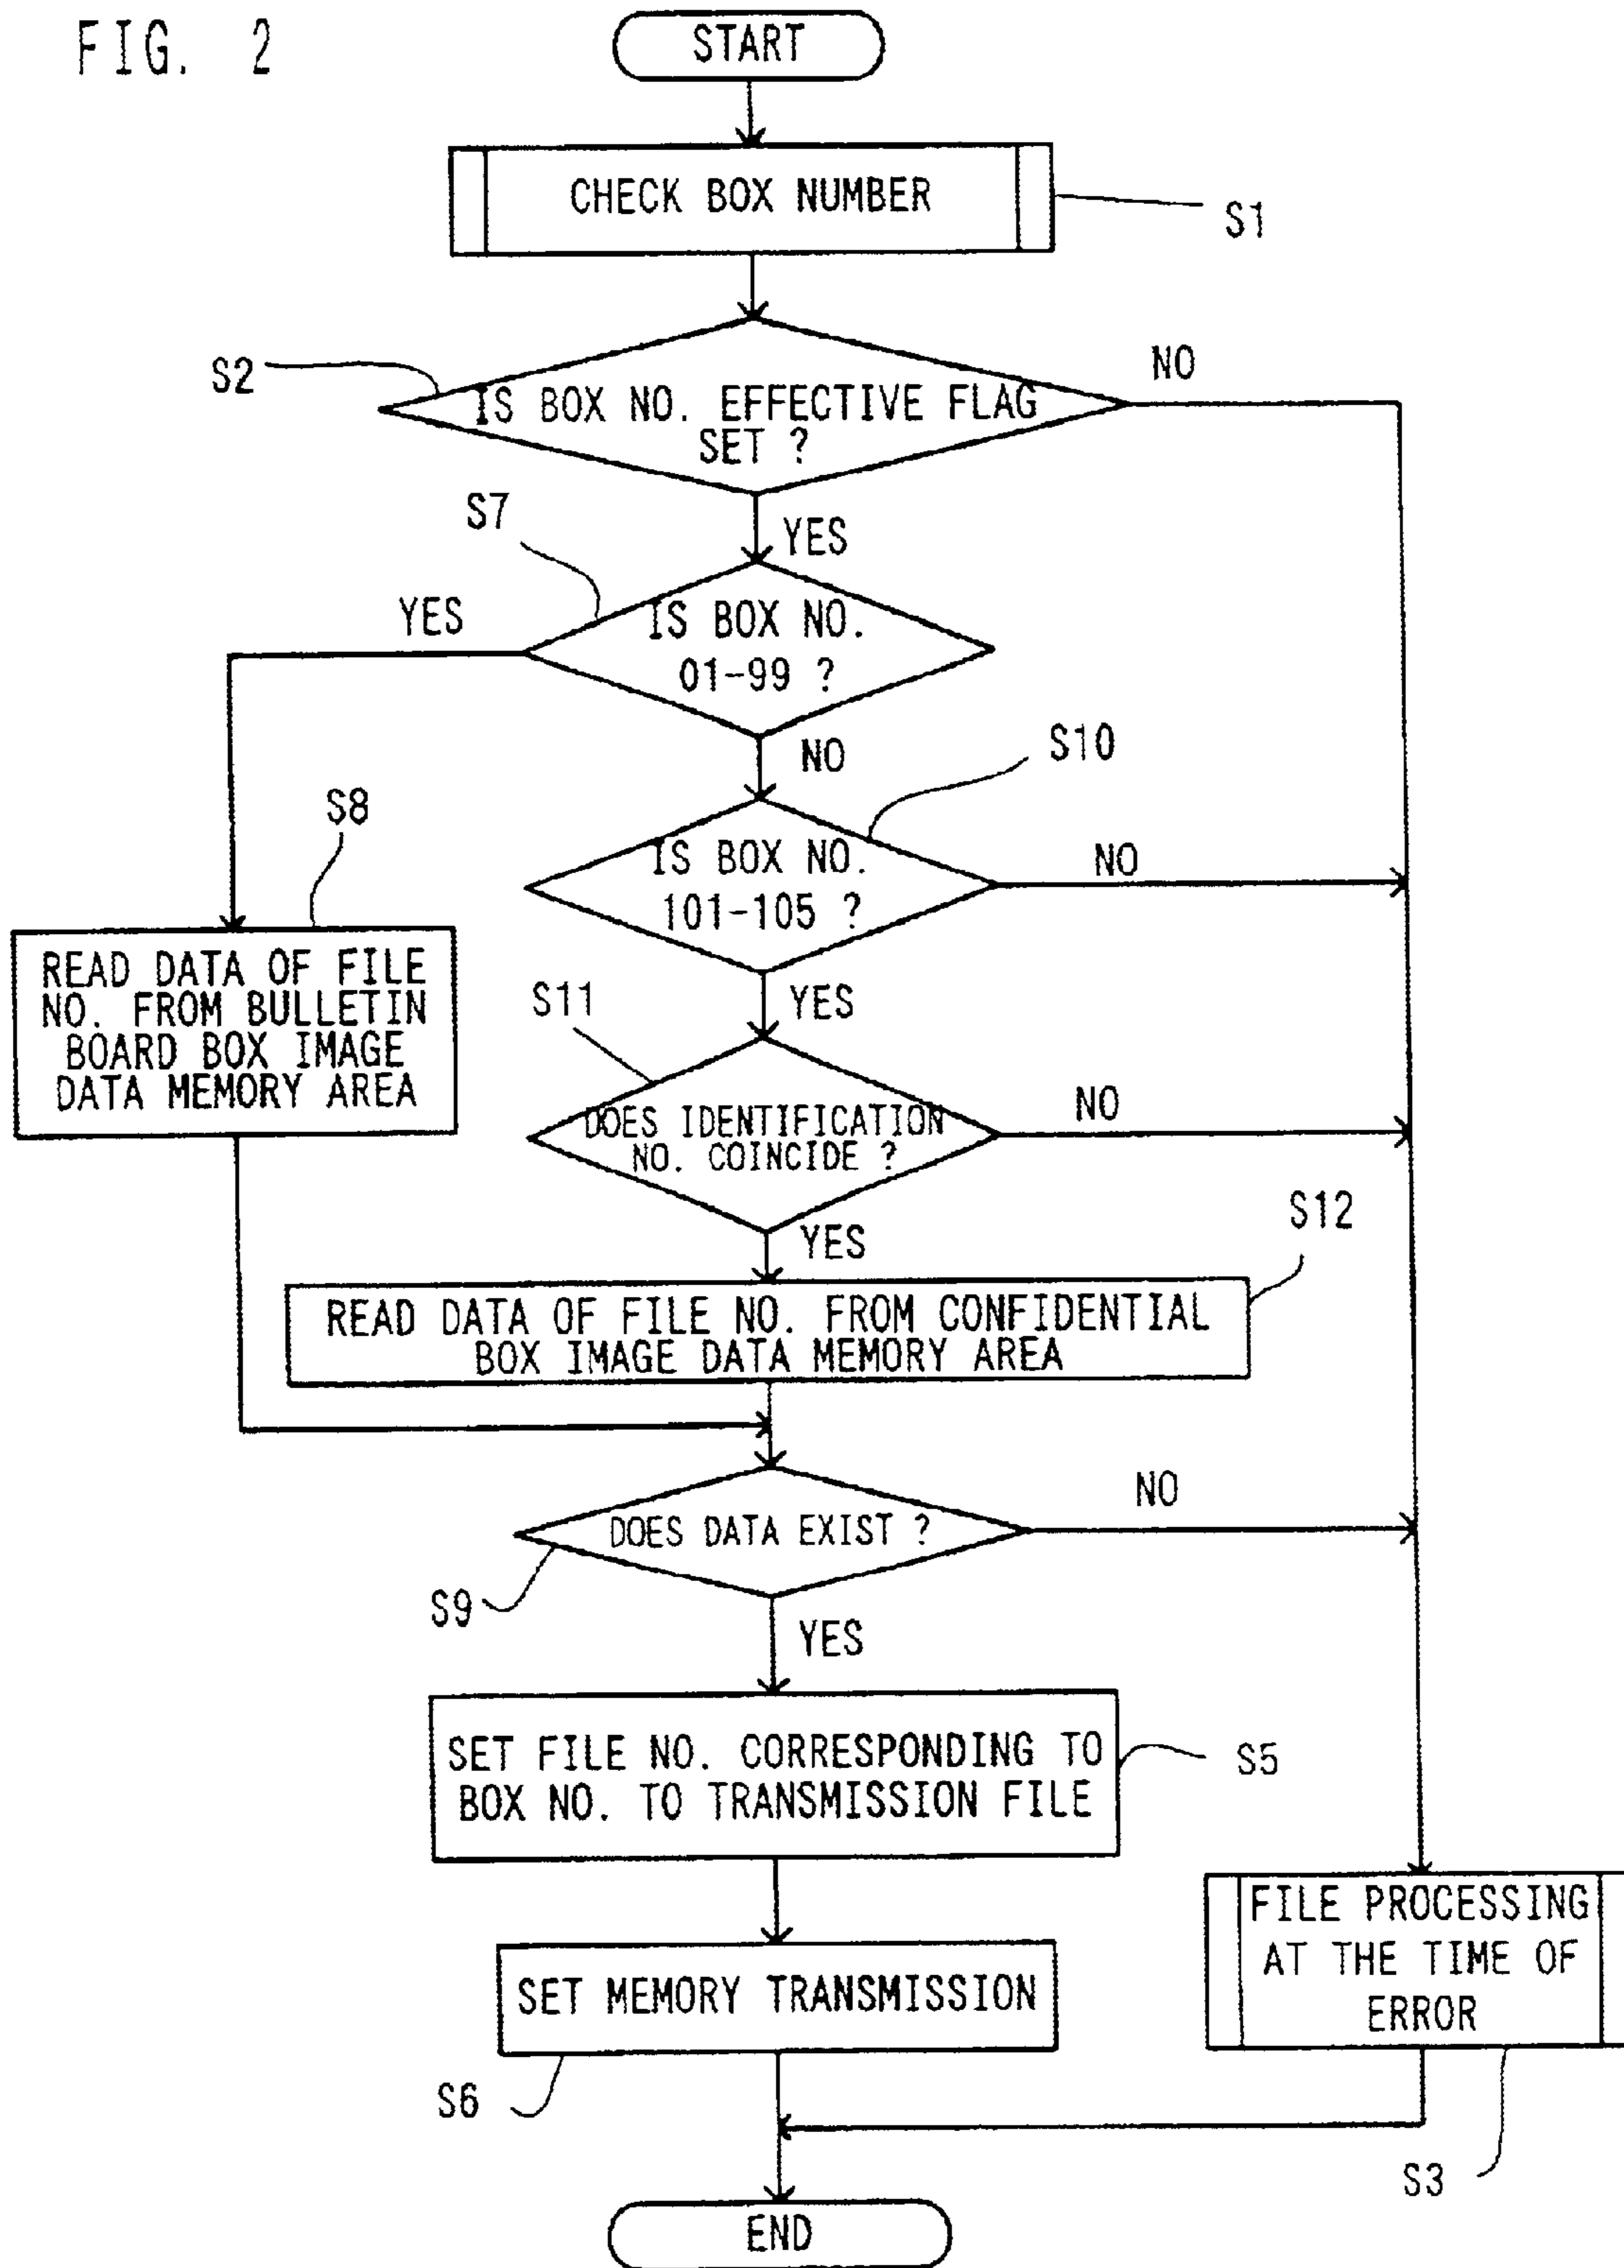 FIG. 2
START
CHECK BOX NUMBER
S1
S2
IS BOX NO. EFFECTIVE FLAG
SET ?
NO
YES
S7
YES
IS BOX NO.
01-99 ?
NO
S10
S8
IS BOX NO.
101-105 ?
NO
READ DATA OF FILE
NO. FROM BULLETIN
BOARD BOX IMAGE
DATA MEMORY AREA
YES
S11
DOES IDENTIFICATION
NO. COINCIDE ?
NO
YES
S12
READ DATA OF FILE NO. FROM CONFIDENTIAL
BOX IMAGE DATA MEMORY AREA
DOES DATA EXIST ?
NO
S9
YES
SET FILE NO. CORRESPONDING TO
BOX NO. TO TRANSMISSION FILE
S5
SET MEMORY TRANSMISSION
S6
FILE PROCESSING
AT THE TIME OF
ERROR
S3
END